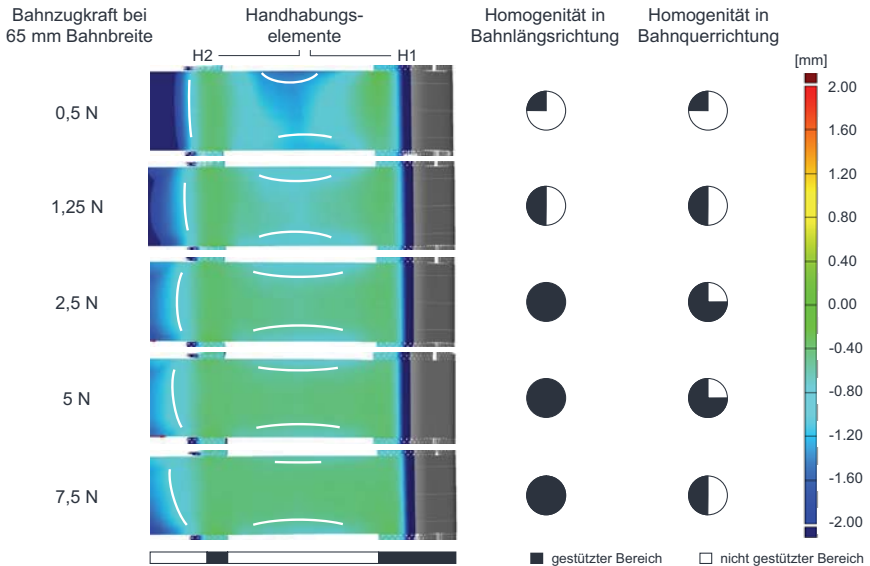 Bahnzugkraft bei
65 mm Bahnbreite
Handhabungs-
elemente
Homogenität in
Bahnlängsrichtung
Homogenität in
Bahnquerrichtung
H2
H1
[mm]
0,5 N
1,25 N
2,5 N
5 N
7,5 N
2.00
1.60
1.20
0.80
0.40
0.00
-0.40
-0.80
-1.20
-1.60
-2.00
gestützter Bereich
nicht gestützter Bereich